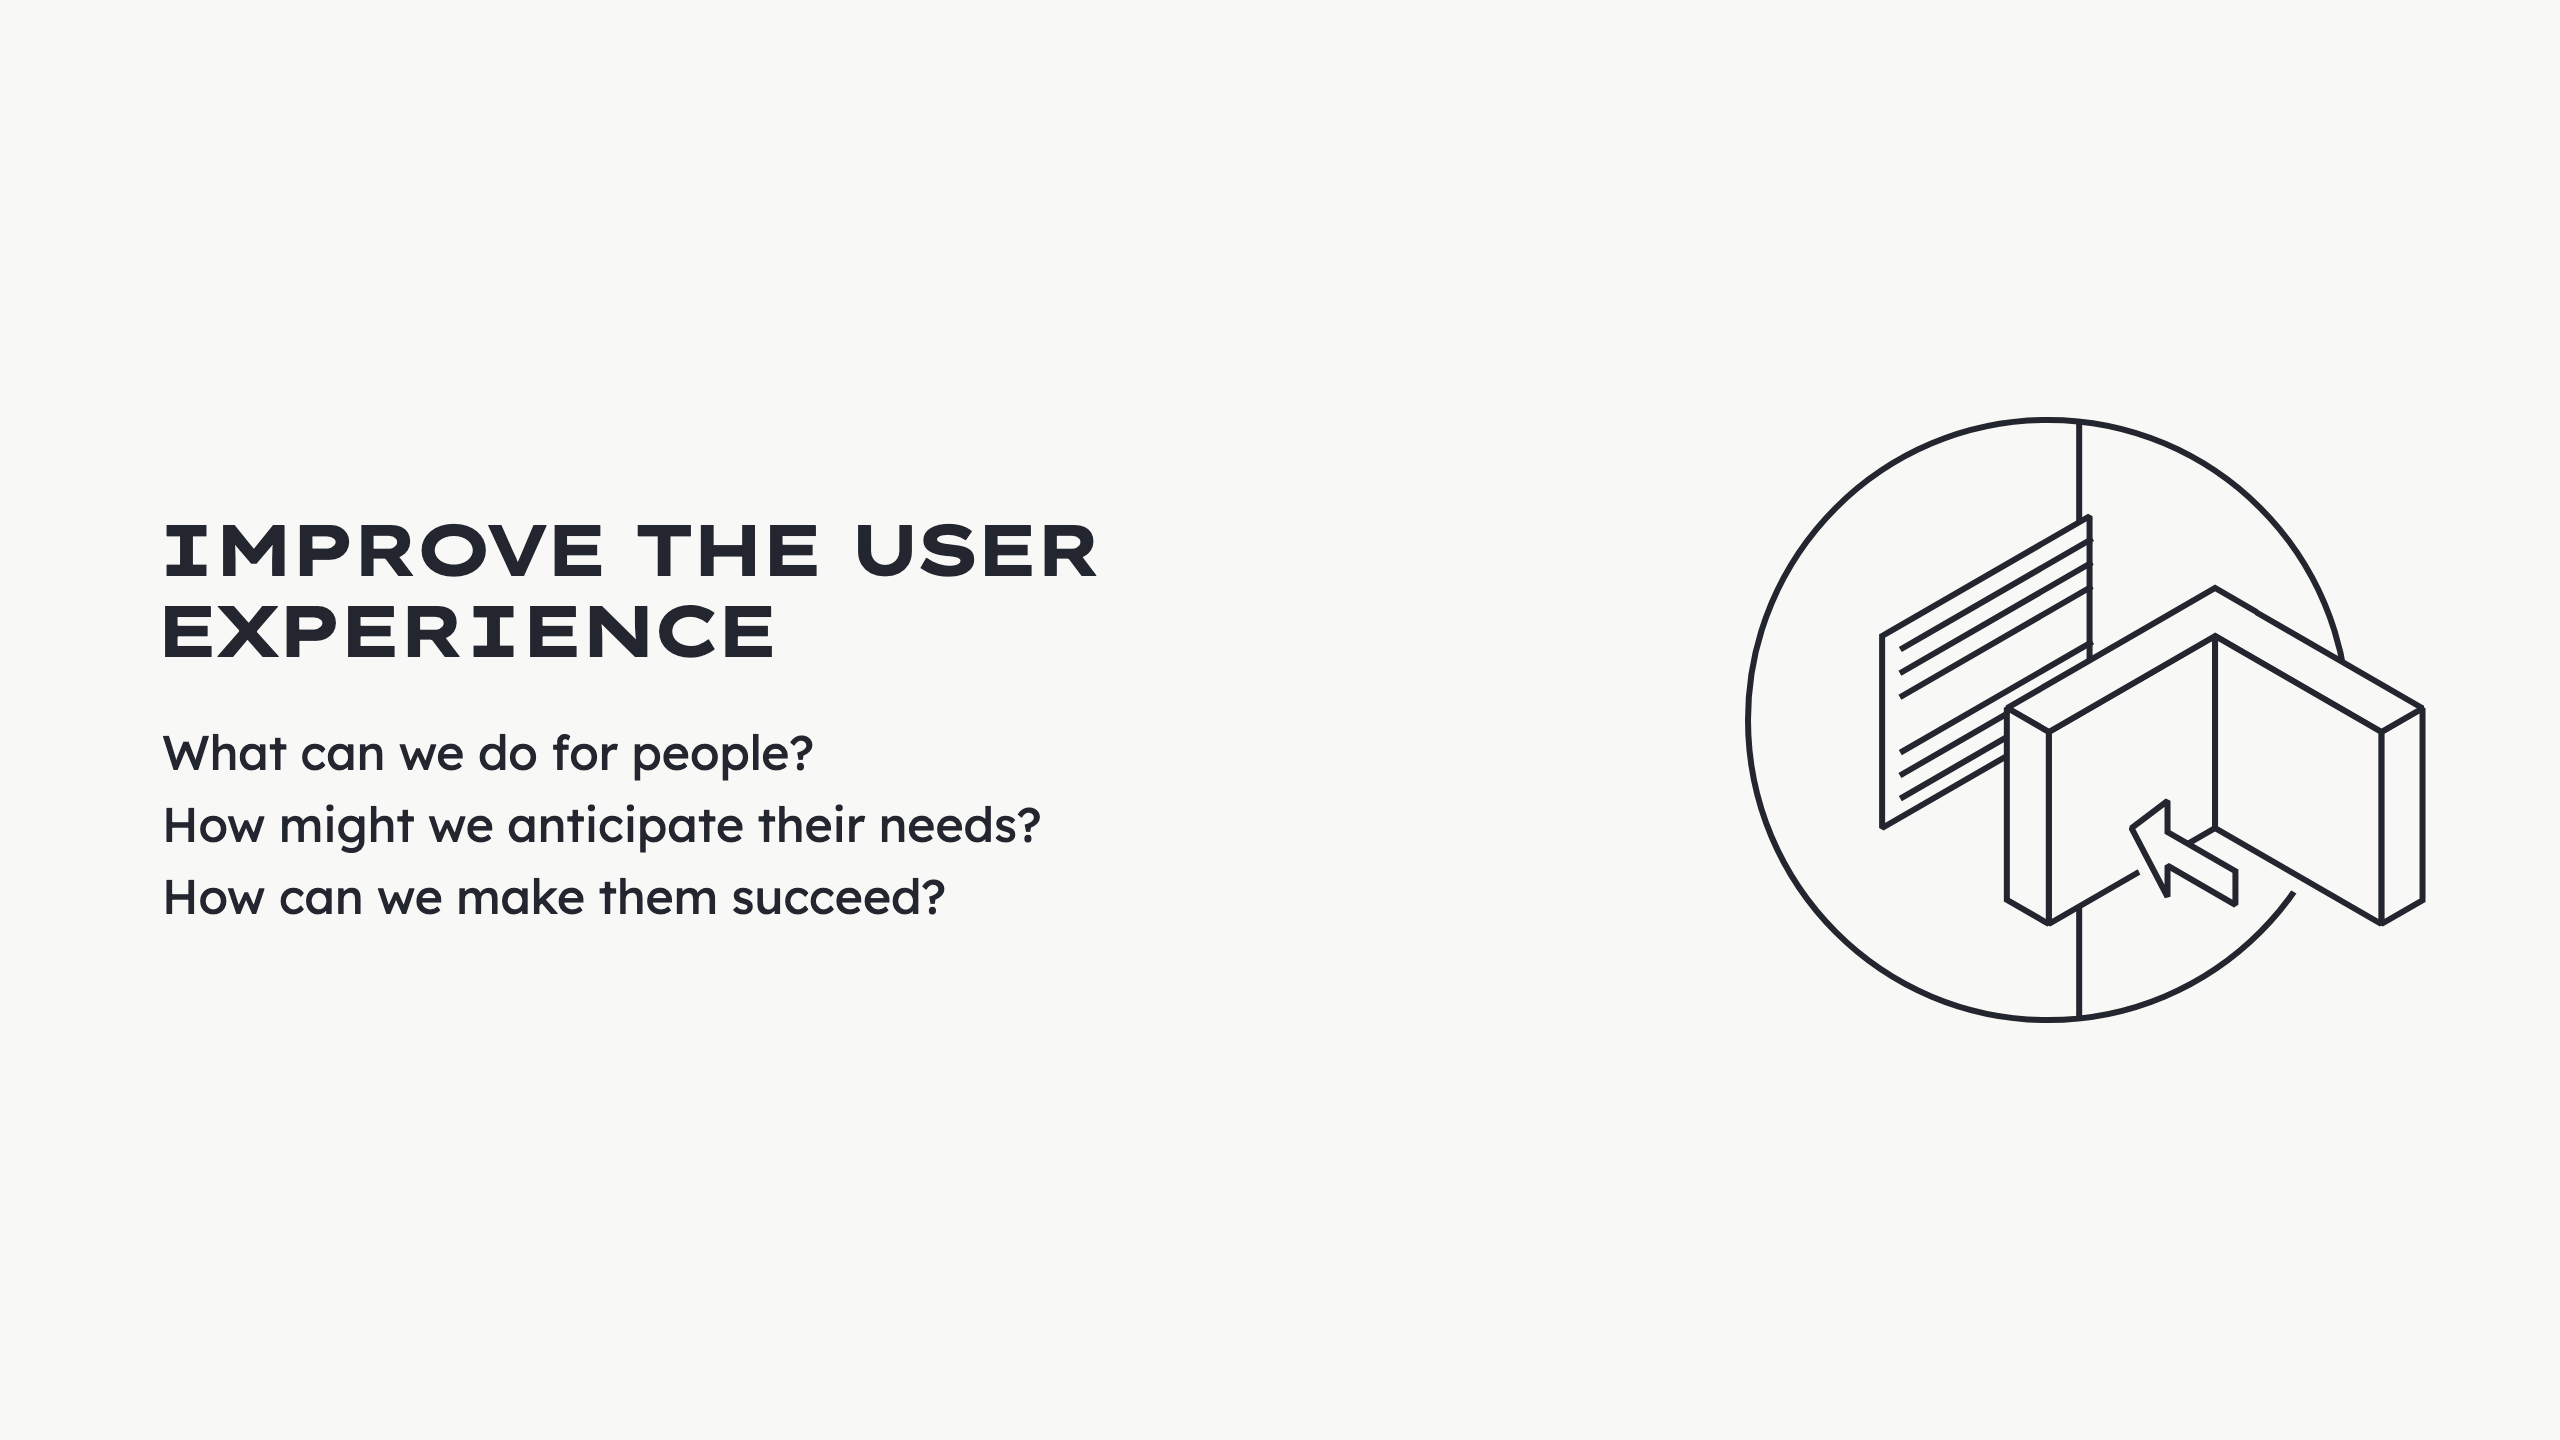 IMPROVE THE USER
EXPERIENCE
What can we do for people?
How might we anticipate their needs?
How can we make them succeed?